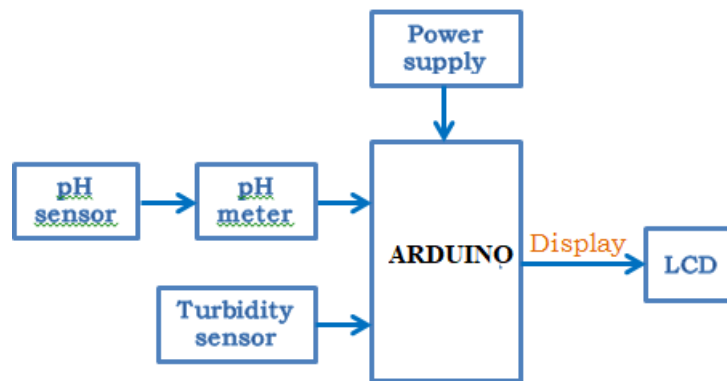 Power
supply
pH
sensor
pH
meter
ARDUINO
Display
LCD
Turbidity
sensor